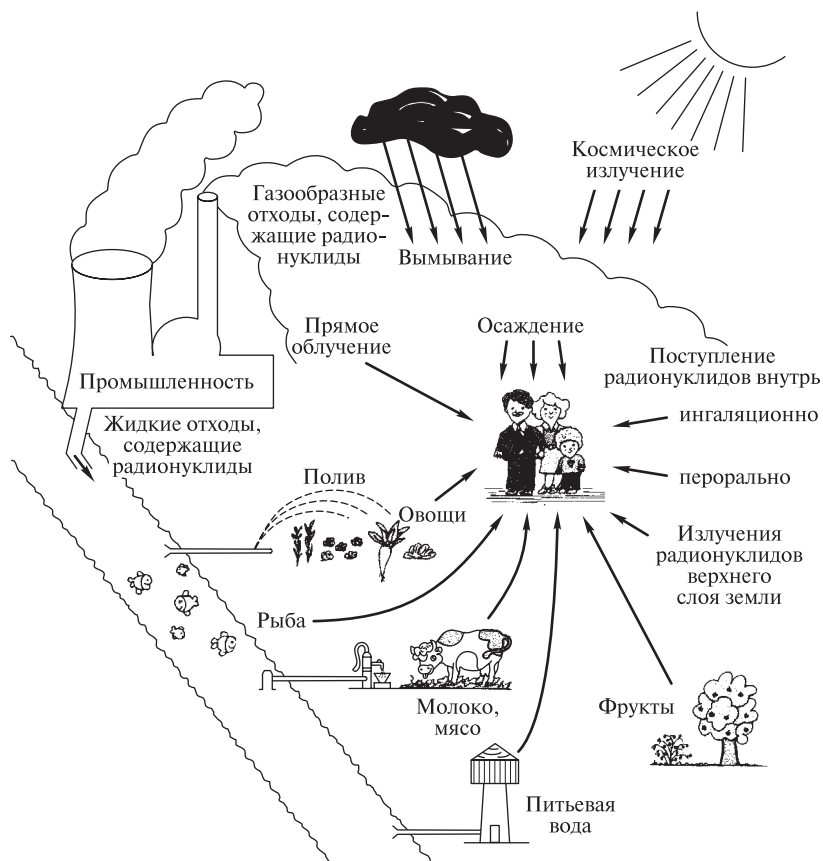 Космическое
излучение
Газообразные
отходы, содер-
жащие радио-
нуклиды
Вымывание
Прямое
облучение
Осаждение
Поступление
радионуклидов внутрь
Промышленность
ингаляционно
Жидкие отходы,
содержащие
радионуклиды
перорально
Полив
Овощи
Излучения
радионуклидов
верхнего
слоя земли
Рыба
Молоко,
мясо
Фрукты
Питьевая
вода